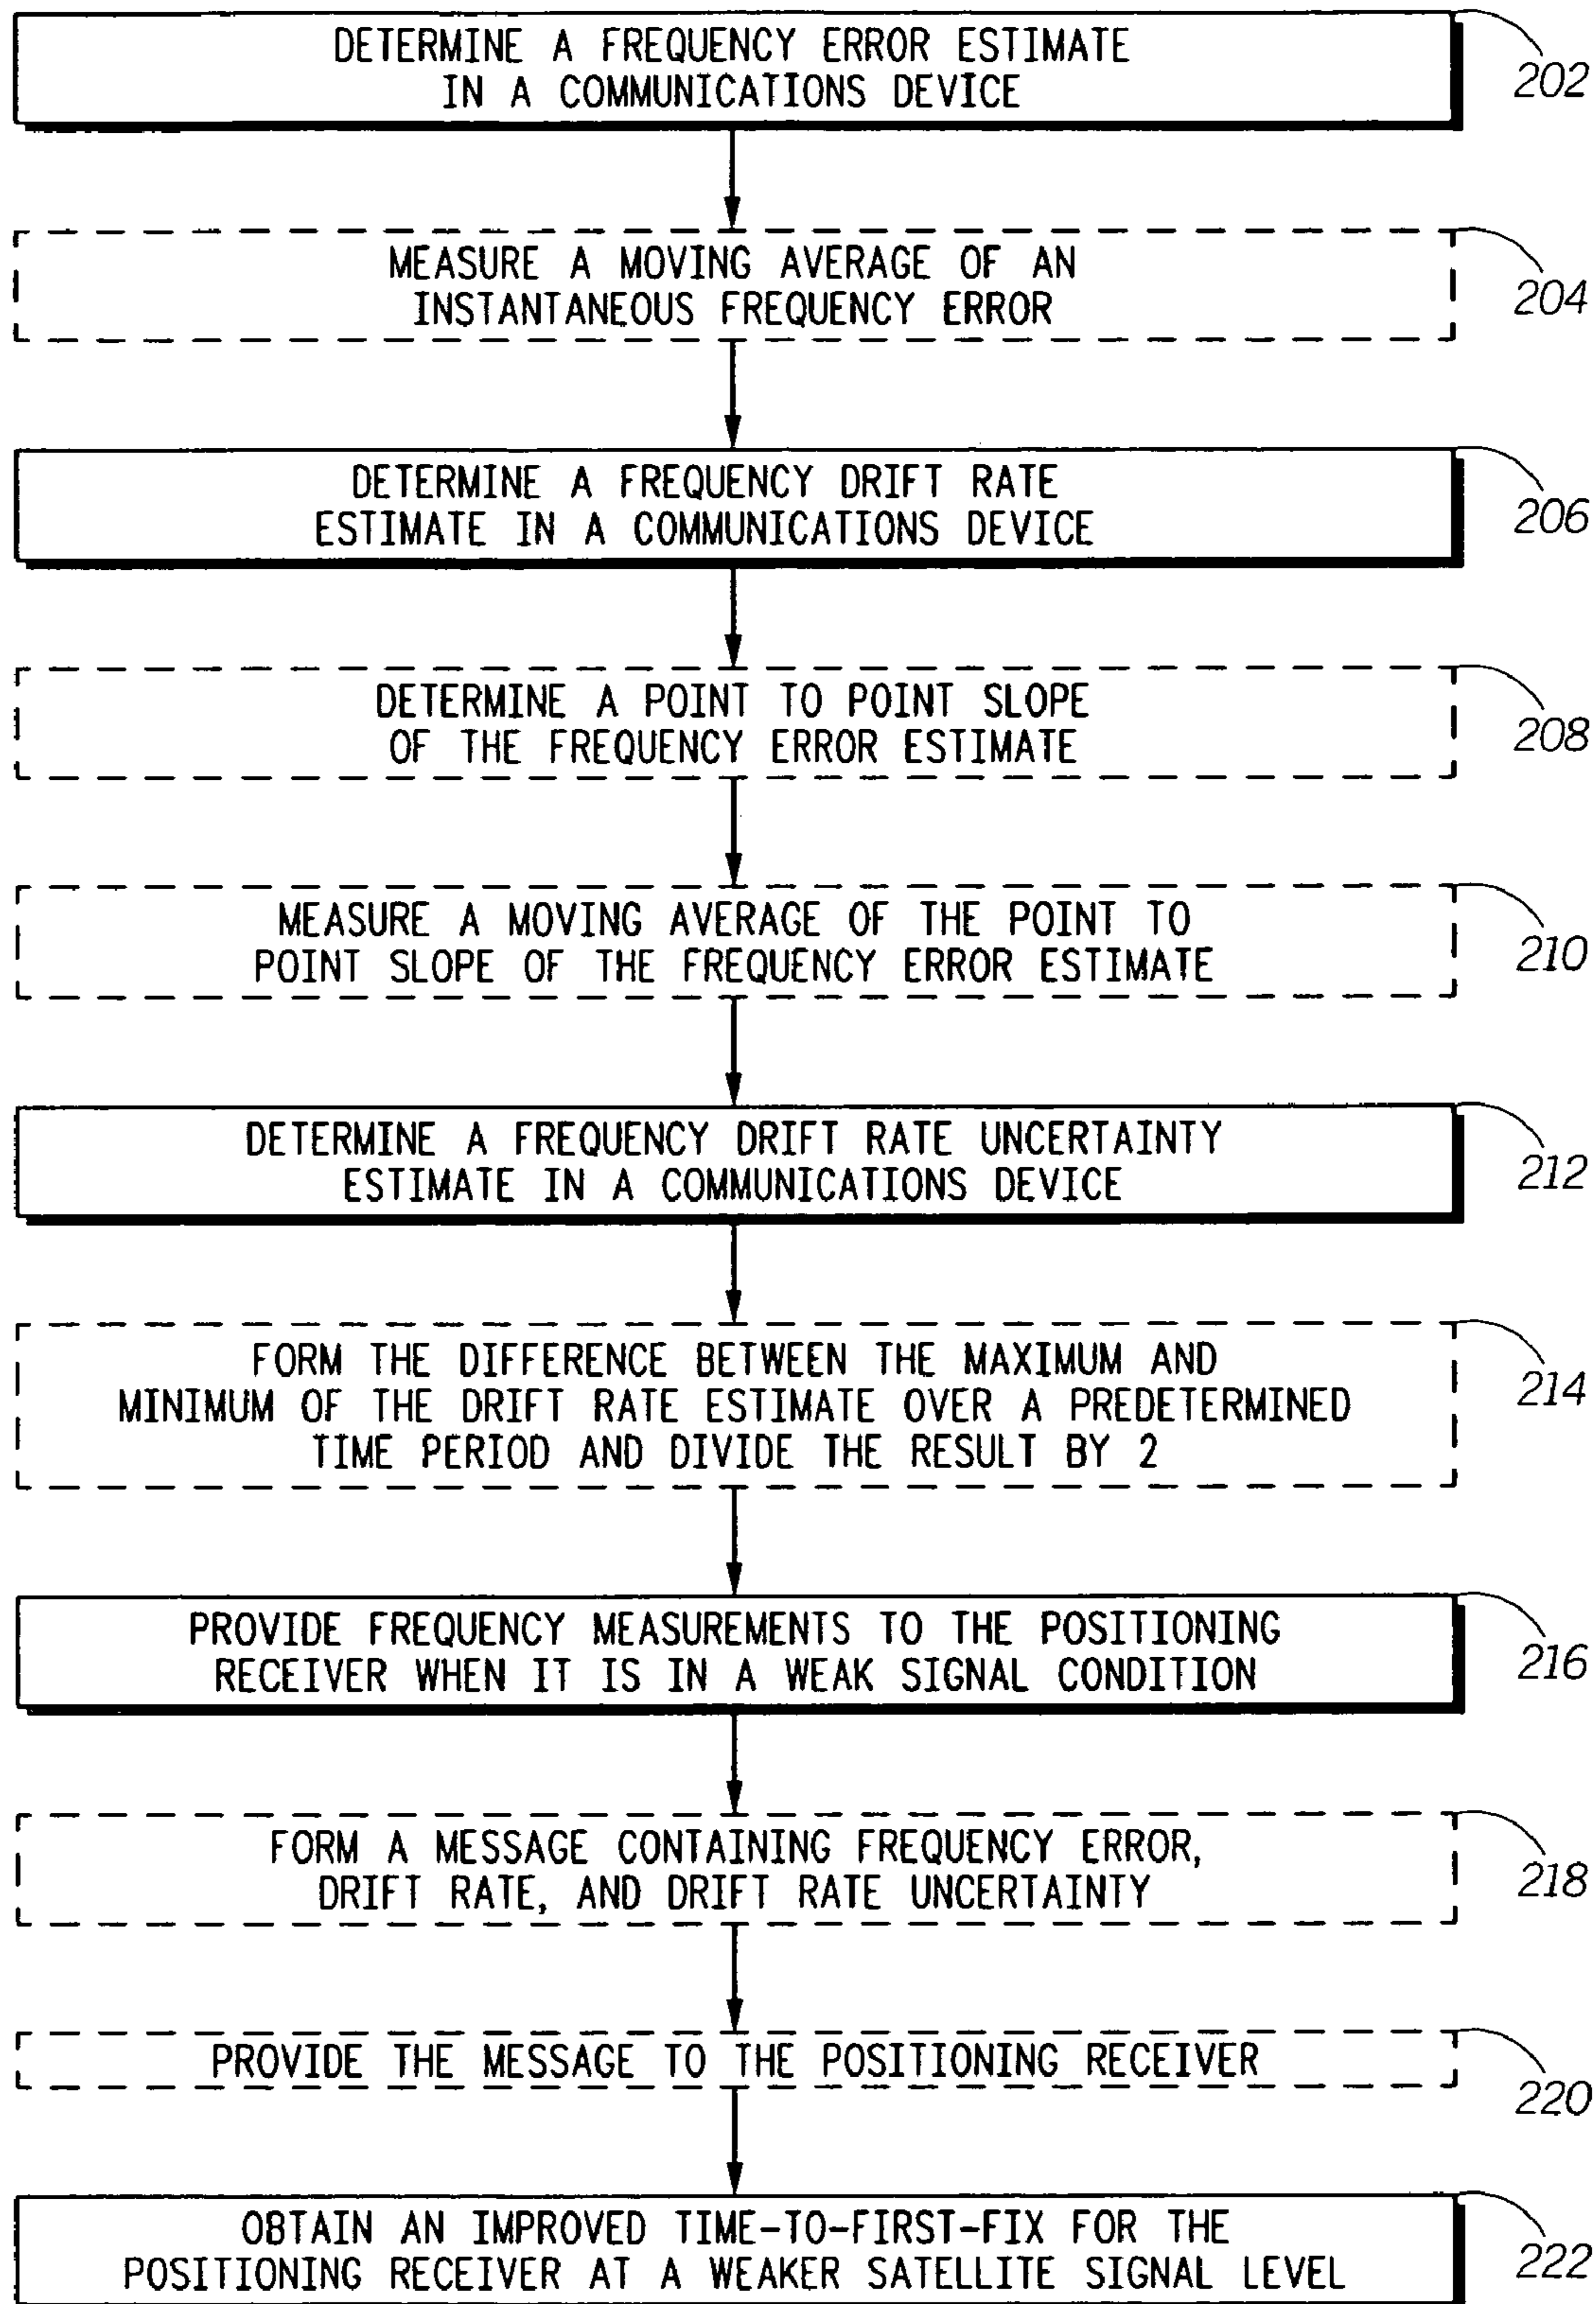 DETERMINE A FREQUENCY ERROR ESTIMATE
IN A COMMUNICATIONS DEVICE
202
MEASURE A MOVING AVERAGE OF AN
INSTANTANEOUS FREQUENCY ERROR
204
DETERMINE A FREQUENCY DRIFT RATE
ESTIMATE IN A COMMUNICATIONS DEVICE
206
DETERMINE A POINT TO POINT SLOPE
OF THE FREQUENCY ERROR ESTIMATE
208
MEASURE A MOVING AVERAGE OF THE POINT TO
POINT SLOPE OF THE FREQUENCY ERROR ESTIMATE
210
DETERMINE A FREQUENCY DRIFT RATE UNCERTAINTY
ESTIMATE IN A COMMUNICATIONS DEVICE
212
FORM THE DIFFERENCE BETWEEN THE MAXIMUM AND
MINIMUM OF THE DRIFT RATE ESTIMATE OVER A PREDETERMINED
TIME PERIOD AND DIVIDE THE RESULT BY 2
214
PROVIDE FREQUENCY MEASUREMENTS TO THE POSITIONING
RECEIVER WHEN IT IS IN A WEAK SIGNAL CONDITION
216
FORM A MESSAGE CONTAINING FREQUENCY ERROR,
DRIFT RATE, AND DRIFT RATE UNCERTAINTY
218
PROVIDE THE MESSAGE TO THE POSITIONING RECEIVER
220
OBTAIN AN IMPROVED TIME-TO-FIRST-FIX FOR THE
POSITIONING RECEIVER AT A WEAKER SATELLITE SIGNAL LEVEL
222